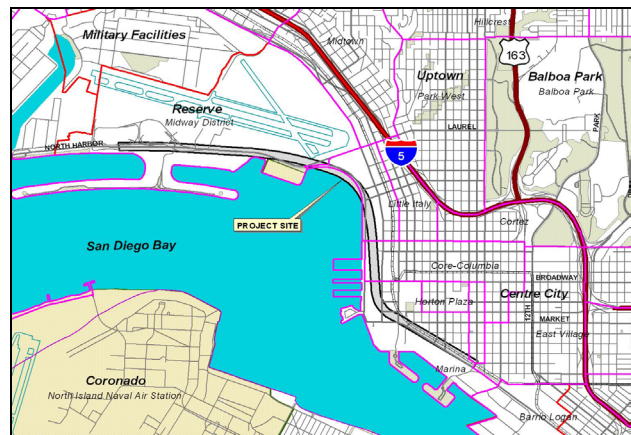 Hillcrest
Military Facilities
Midtown
163
Uptown
Balboa Park
Park West
Balboa Park
Reserve
Midway District
LAUREL
PARK
NORTH HARBOR
5
Little Italy
PROJECT SITE
Cortez
San Diego Bay
Core-Columbia
BROADWAY
Centre City
Horton Plaza
12TH
MARKET
East Village
Marina
Coronado
North Island Naval Air Station
Barrio Logan